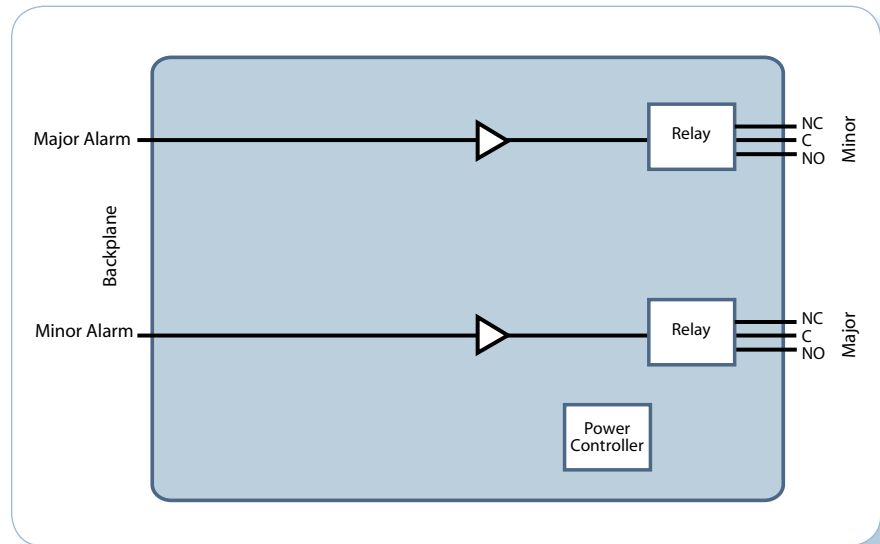 Major Alarm
Relay
NC
C
NO
Minor
Backplane
Minor Alarm
Relay
NC
C
NO
Major
Power
Controller